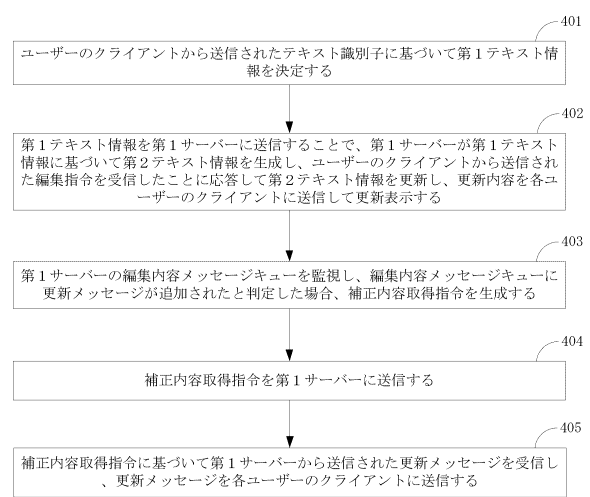 401
ユーザーのクライアントから送信されたテキスト識別子に基づいて第１テキスト情
報を決定する
402
第１テキスト情報を第１サーバーに送信することで、第１サーバーが第１テキスト
情報に基づいて第２テキスト情報を生成し、ユーザーのクライアントから送信され
た編集指令を受信したことに応答して第２テキスト情報を更新し、更新内容を各ユ
ーザーのクライアントに送信して更新表示する
403
第１サーバーの編集内容メッセージキューを監視し、編集内容メッセージキューに
更新メッセージが追加されたと判定した場合、補正内容取得指令を生成する
404
補正内容取得指令を第１サーバーに送信する
405
補正内容取得指令に基づいて第１サーバーから送信された更新メッセージを受信し
、更新メッセージを各ユーザーのクライアントに送信する